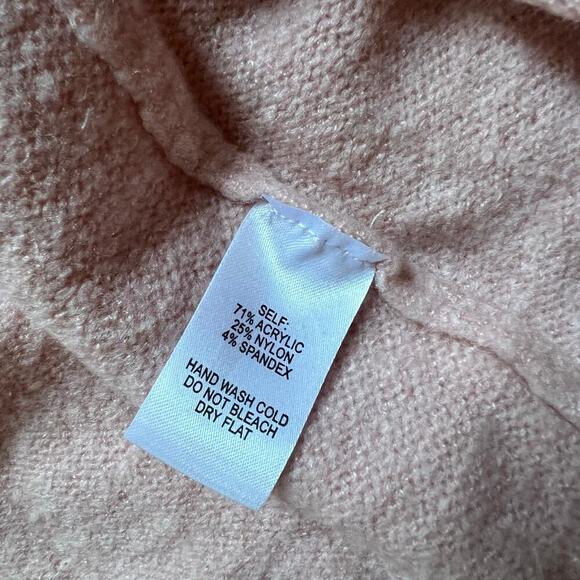 SELF:
71% ACRYLIC
25% NYLON
4% SPANDEX
HAND WASH COLD
DO NOT BLEACH
DRY FLAT